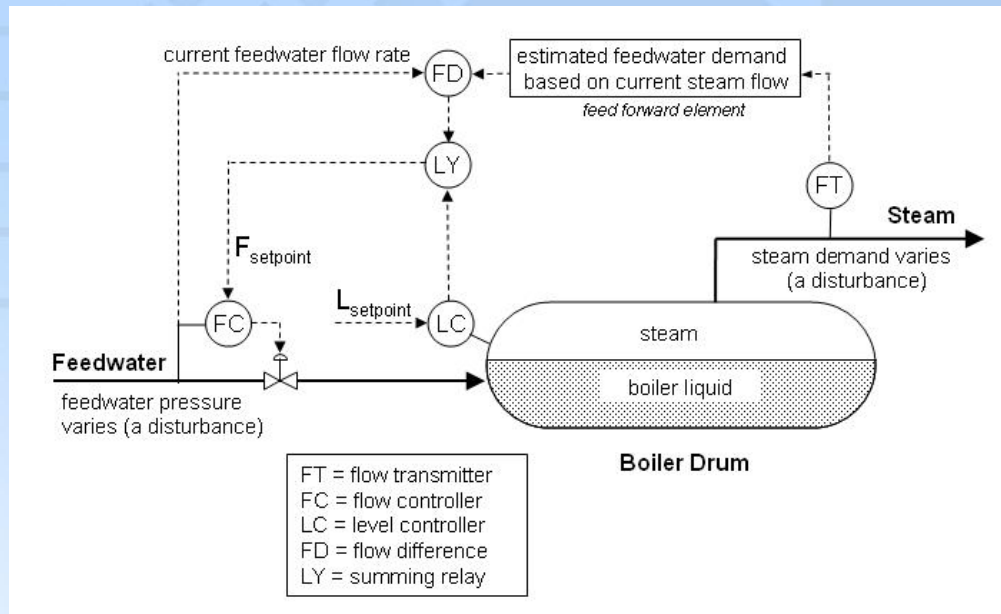 current feedwater flow rate
FD
estimated feedwater demand
based on current steam flow
feed forward element
LY
FT
Steam
steam demand varies
(a disturbance)
Fsetpoint
Lsetpoint
FC
LC
steam
Feedwater
boiler liquid
feedwater pressure
varies (a disturbance)
Boiler Drum
FT = flow transmitter
FC = flow controller
LC = level controller
FD = flow difference
LY = summing relay